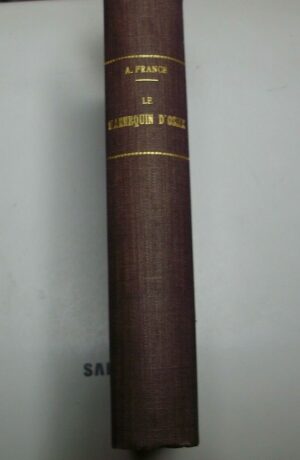 A. FRANCE
LE
MANNEQUIN D'OSIER
SA